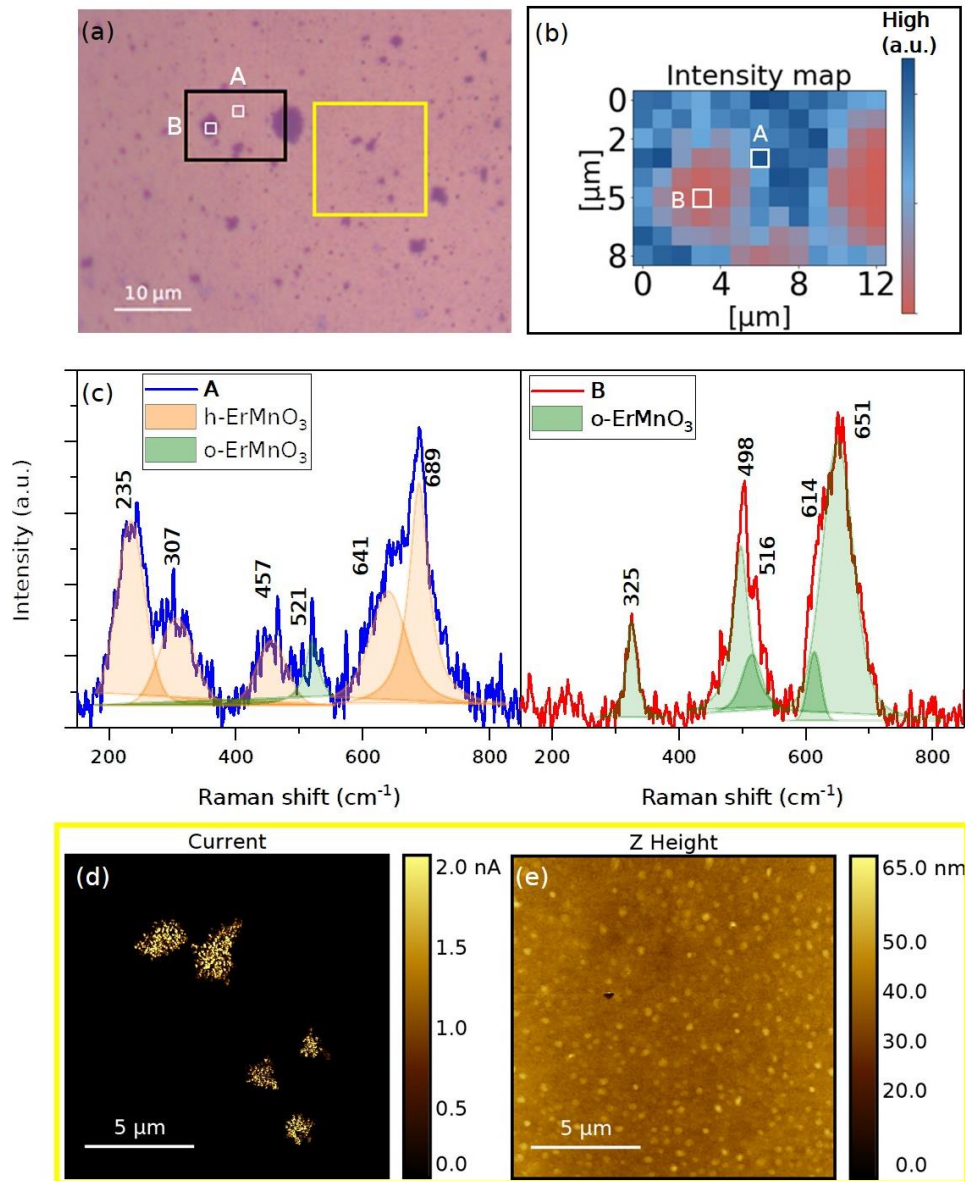 (a)
A
B
10 µm
(b)
High
(a.u.)
Intensity map
0
2
5
8
[µm]
A
B
0
4
8
12
[µm]
(c)
A
h-ErMnO₃
o-ErMnO₃
235
307
457
521
641
689
Intensity (a.u.)
200
400
600
800
Raman shift (cm⁻¹)
B
o-ErMnO₃
325
498
516
614
651
200
400
600
800
Raman shift (cm⁻¹)
Current
(d)
5 µm
2.0 nA
1.5
1.0
0.5
0.0
Z Height
(e)
5 µm
65.0 nm
50.0
40.0
30.0
20.0
0.0